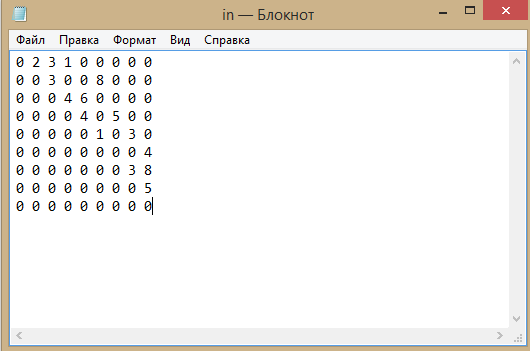 in — Блокнот
Файл Правка Формат Вид Справка
0 2 3 1 0 0 0 0 0
0 0 3 0 0 8 0 0 0
0 0 0 4 6 0 0 0 0
0 0 0 0 4 0 5 0 0
0 0 0 0 0 1 0 3 0
0 0 0 0 0 0 0 0 4
0 0 0 0 0 0 0 3 8
0 0 0 0 0 0 0 0 5
0 0 0 0 0 0 0 0 0